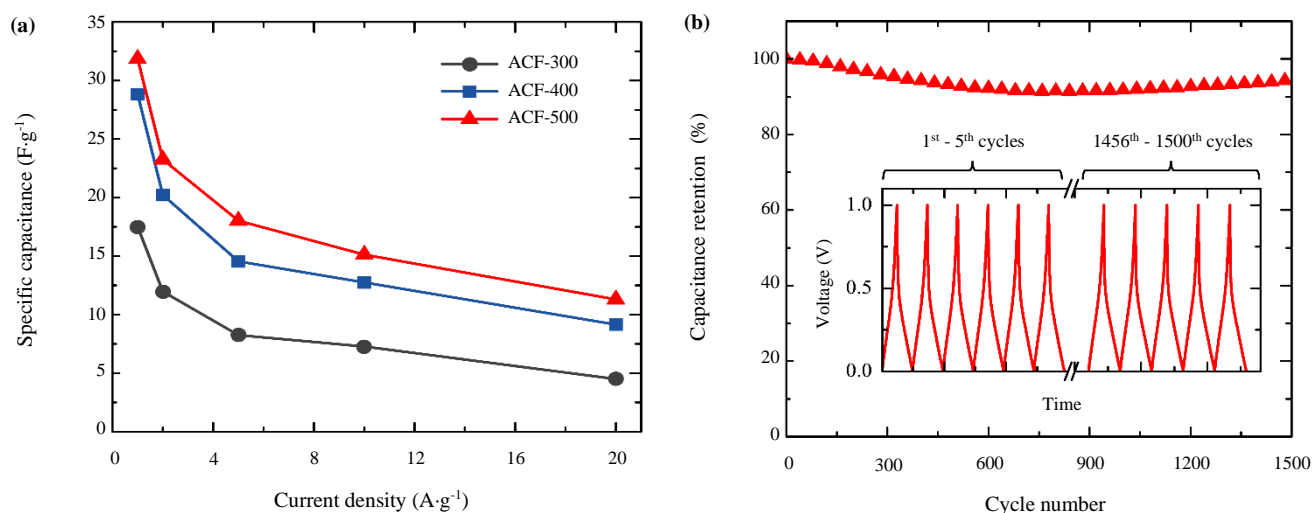 (a)
35
30
25
20
15
10
5
0
Specific capacitance (F·g⁻¹)
ACF-300
ACF-400
ACF-500
0 4 8 12 16 20
Current density (A·g⁻¹)
(b)
100
80
60
40
20
0
Capacitance retention (%)
1ˢᵗ - 5ᵗʰ cycles
1456ᵗʰ - 1500ᵗʰ cycles
1.0
0.5
0.0
Voltage (V)
Time
0 300 600 900 1200 1500
Cycle number